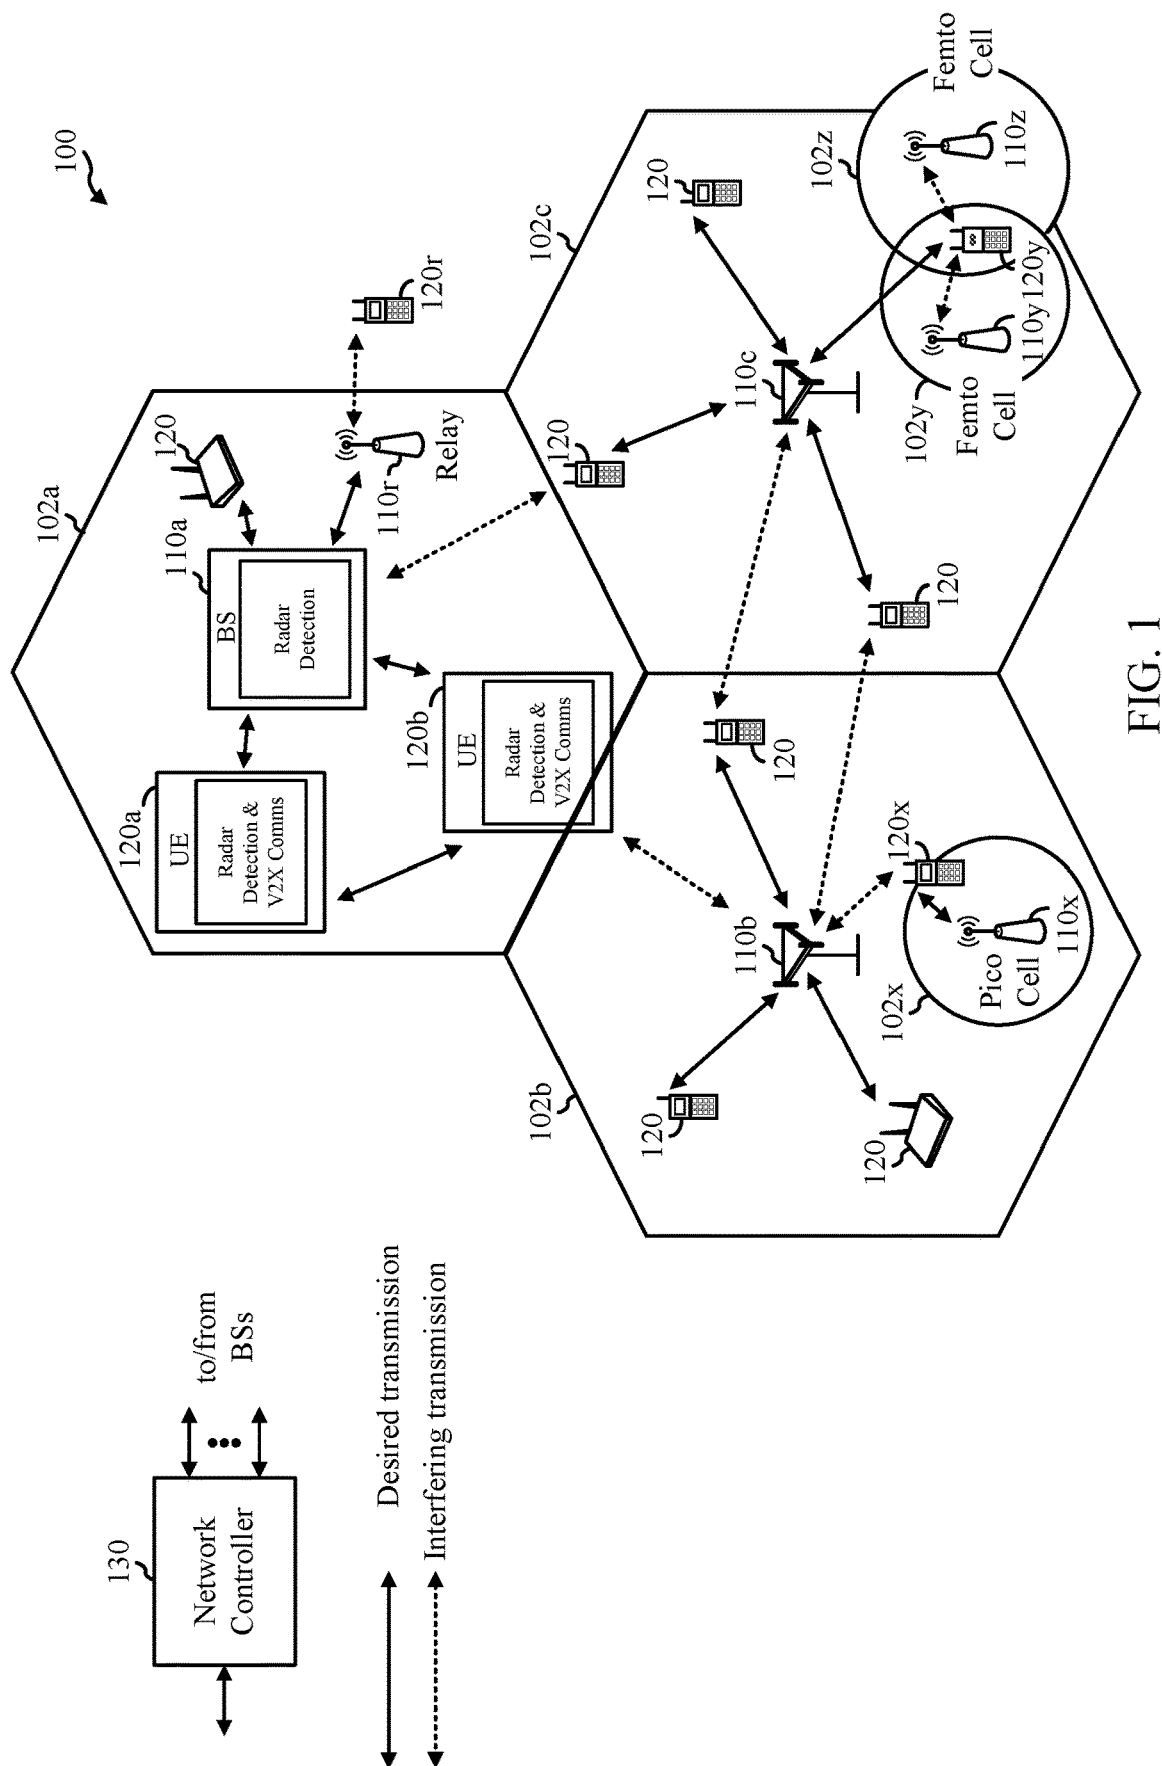 100
130
Network
Controller
to/from
BSs
Desired transmission
Interfering transmission
102a
120a
UE
Radar
Detection &
V2X Comms
110a
BS
Radar
Detection
120
120b
UE
Radar
Detection &
V2X Comms
110r
Relay
120r
102b
120
120
110b
120
102x
Pico
Cell
110x
120x
102c
120
120
110c
120
102y
Femto
Cell
110y
120y
102z
110z
Femto
Cell
FIG. 1